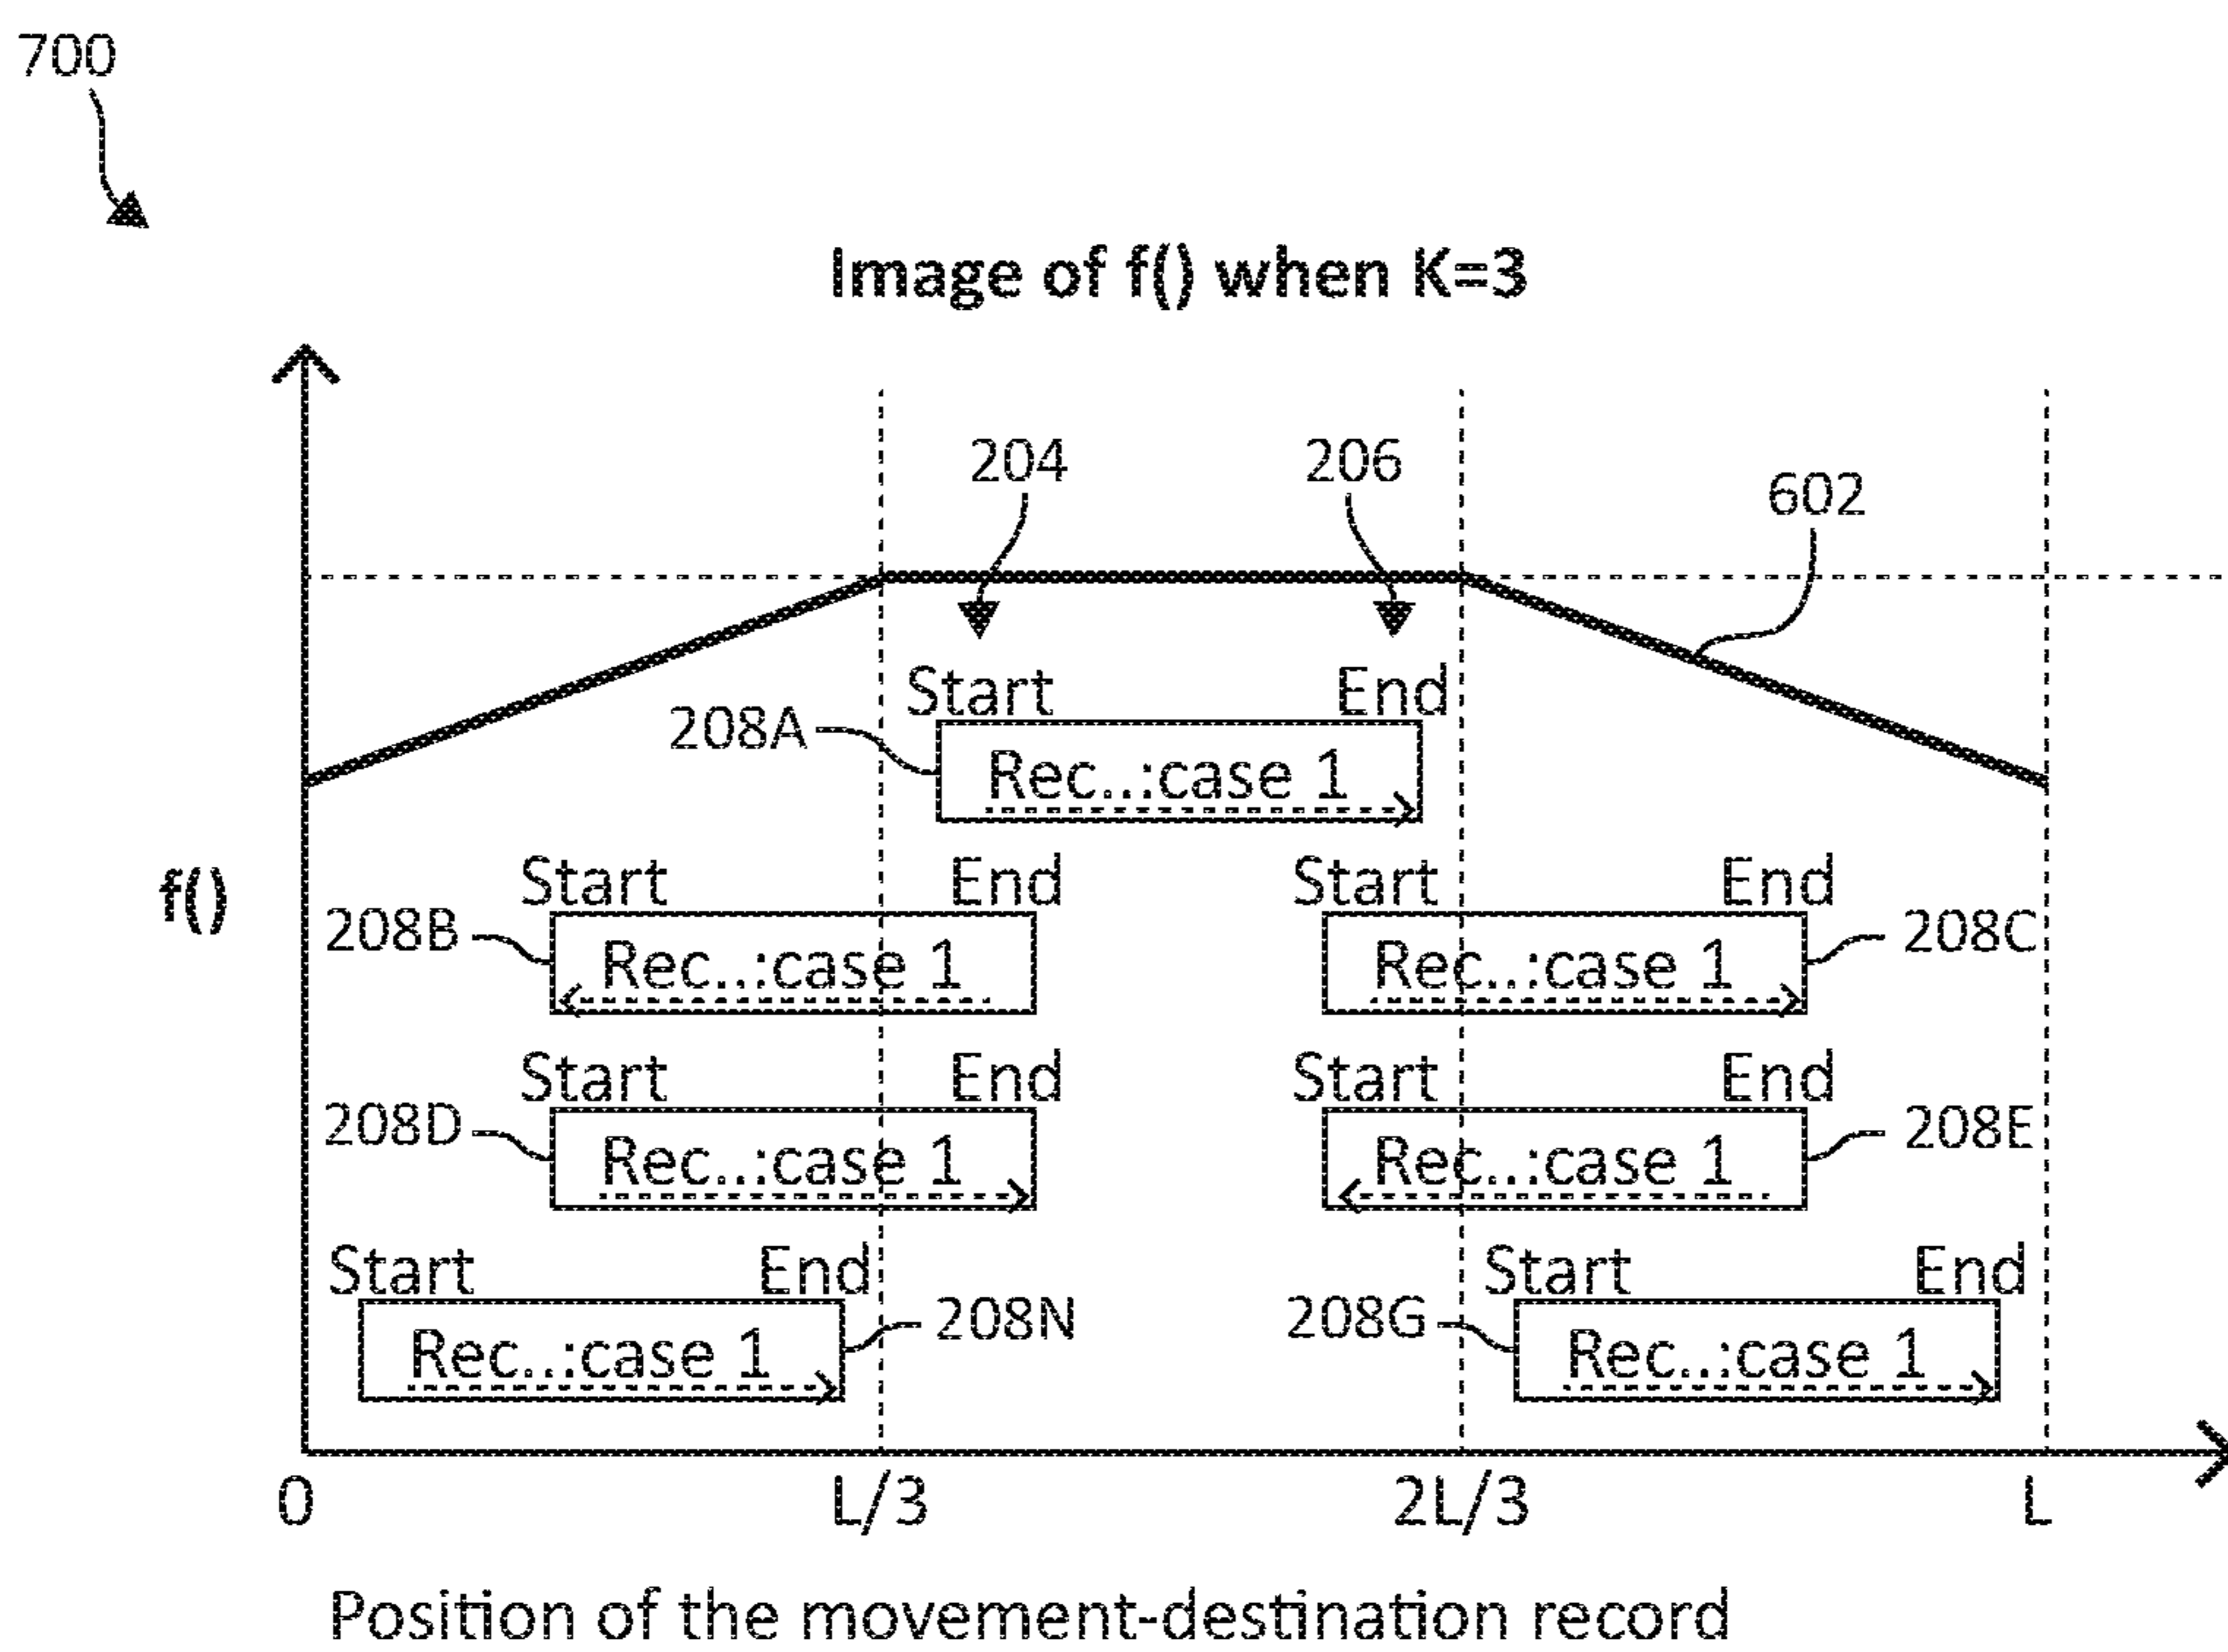 700
Image of f() when K=3
204 206
602
Start End
208A
Rec..:case 1
f()
Start End Start End
208B Rec..:case 1 Rec..:case 1 208C
Start End Start End
208D Rec..:case 1 Rec..:case 1 208E
Start End Start End
Rec..:case 1 208N 208G Rec..:case 1
0 L/3 2L/3 L
Position of the movement-destination record